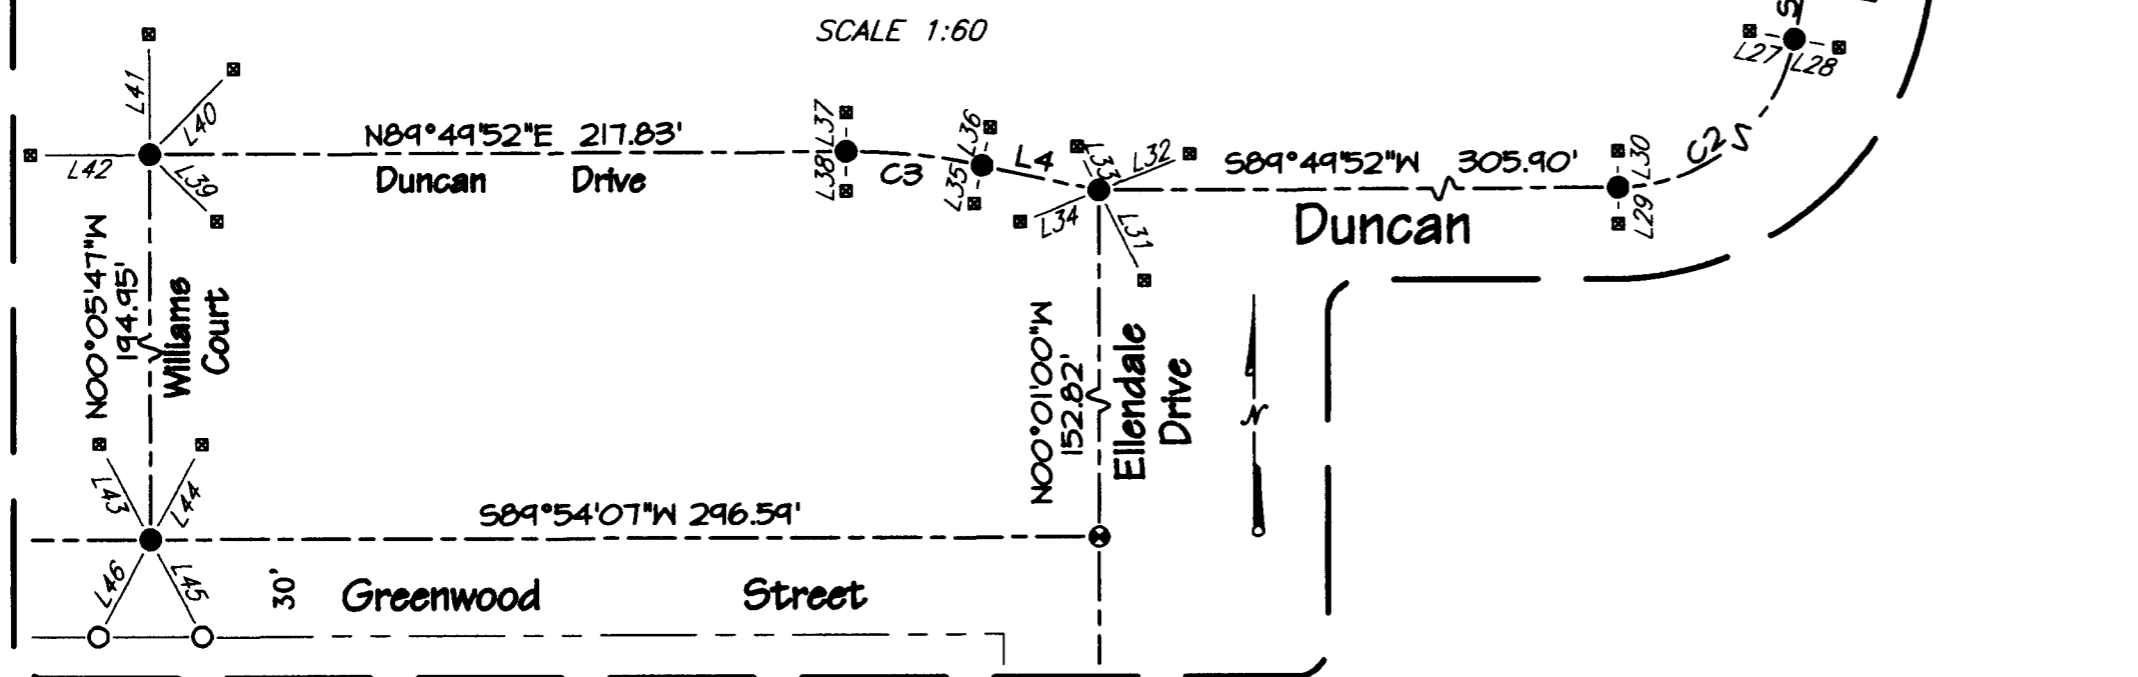 SCALE 1:60
S
L27
L28
L41
L40
N89°49'52"E 217.83'
L37
L36
L4
L33
L32
S89°49'52"W 305.90'
L30
C2
L42
L39
Duncan Drive
L38
C3
L35
L34
L31
Duncan
L29
N00°05'47"W
194.95'
Williams
Court
N00°01'00"W
152.82'
Ellendale
Drive
N
L43
L44
S89°54'07"W 296.59'
L46
L45
30'
Greenwood Street